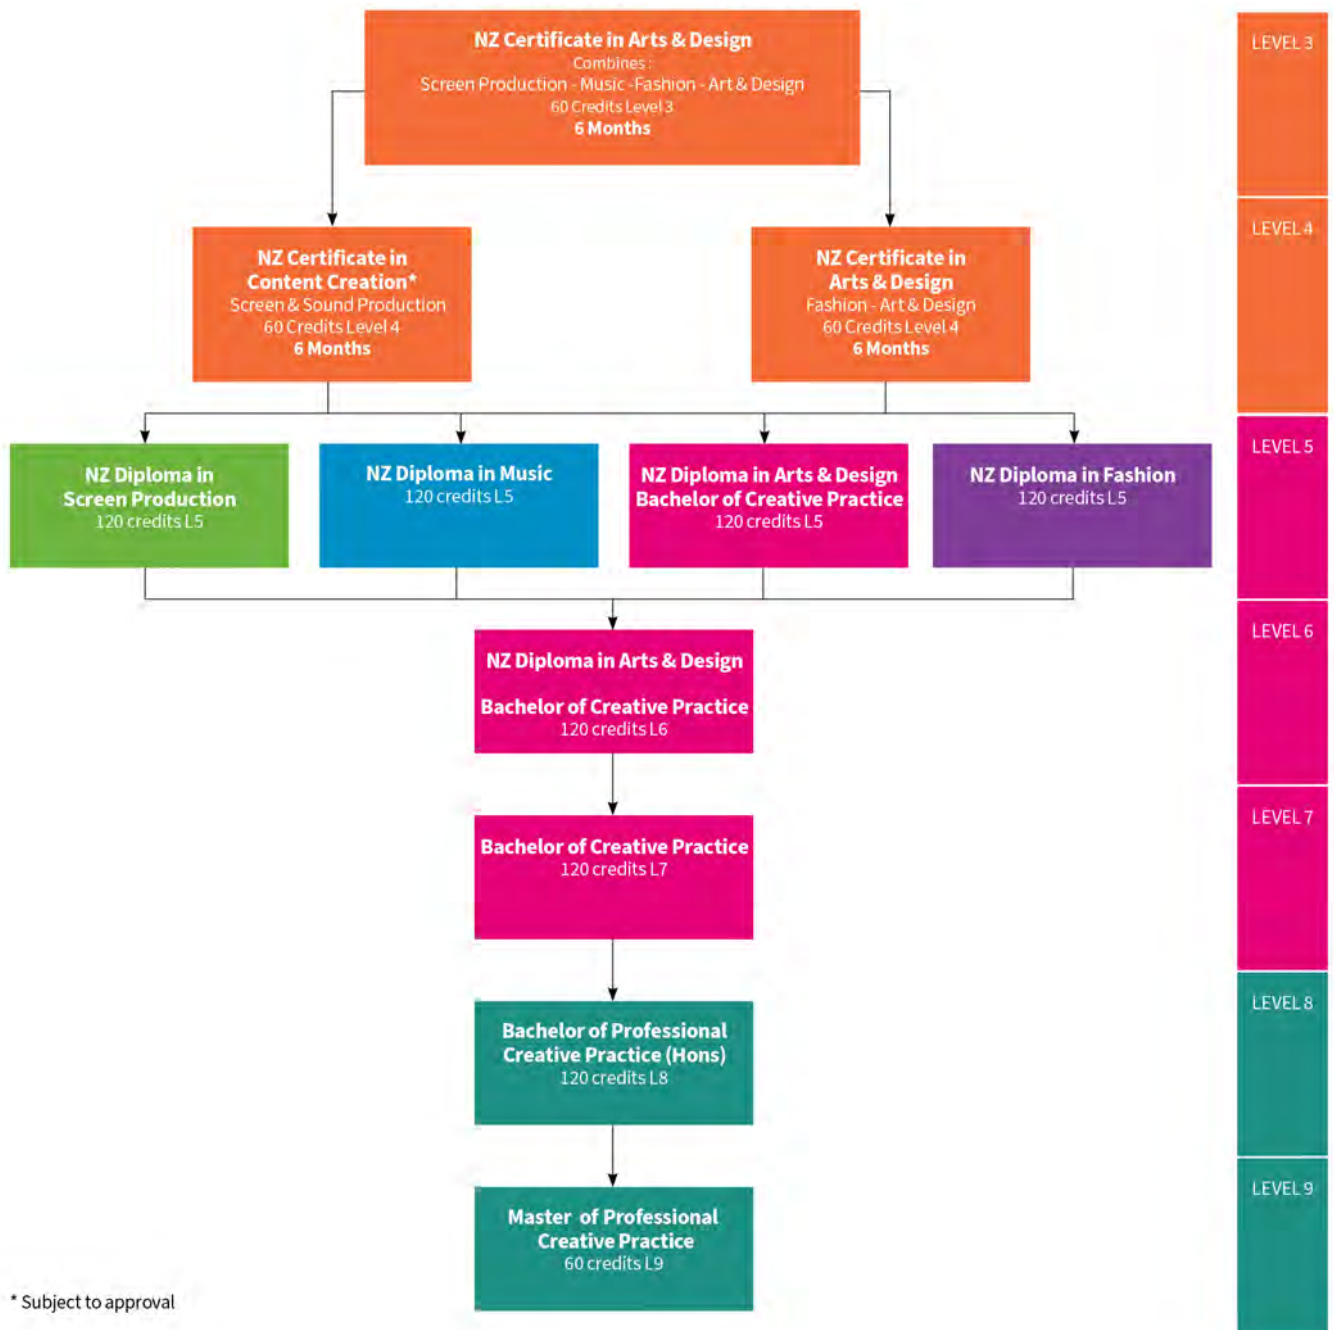 NZ Certificate in Arts & Design
Combines :
Screen Production - Music -Fashion - Art & Design
60 Credits Level 3
6 Months
LEVEL 3
NZ Certificate in
Content Creation*
Screen & Sound Production
60 Credits Level 4
6 Months
NZ Certificate in
Arts & Design
Fashion - Art & Design
60 Credits Level 4
6 Months
LEVEL 4
NZ Diploma in
Screen Production
120 credits L5
NZ Diploma in Music
120 credits L5
NZ Diploma in Arts & Design
Bachelor of Creative Practice
120 credits L5
NZ Diploma in Fashion
120 credits L5
LEVEL 5
NZ Diploma in Arts & Design
Bachelor of Creative Practice
120 credits L6
LEVEL 6
Bachelor of Creative Practice
120 credits L7
LEVEL 7
Bachelor of Professional
Creative Practice (Hons)
120 credits L8
LEVEL 8
Master of Professional
Creative Practice
60 credits L9
LEVEL 9
* Subject to approval